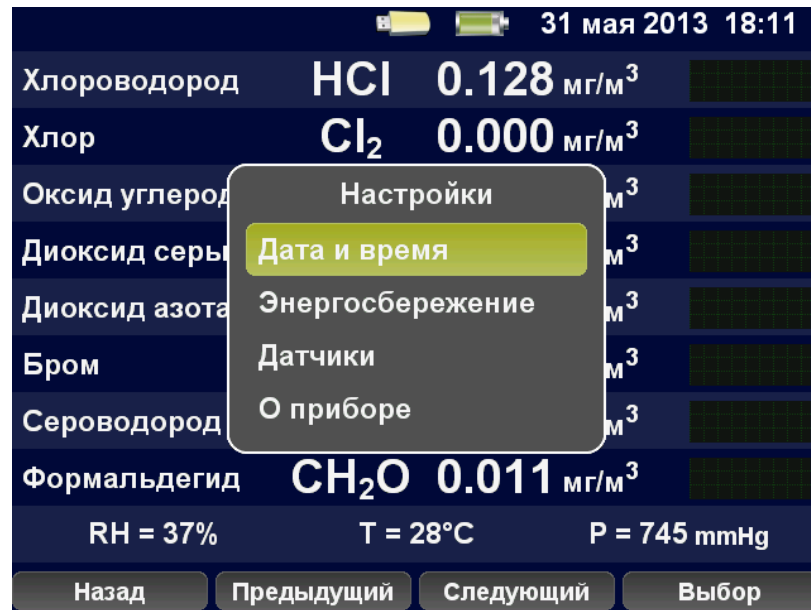 31 мая 2013 18:11
Хлороводород HCl 0.128 мг/м³
Хлор Cl₂ 0.000 мг/м³
Оксид м³
Настройки
Диоксид серы м³
Дата и время
Диоксид азота м³
Энергосбережение
Бром м³
Датчики
Сероводород м³
О приборе
Формальдегид CH₂O 0.011 мг/м³
RH = 37% T = 28°C P = 745 mmHg
Назад Предыдущий Следующий Выбор